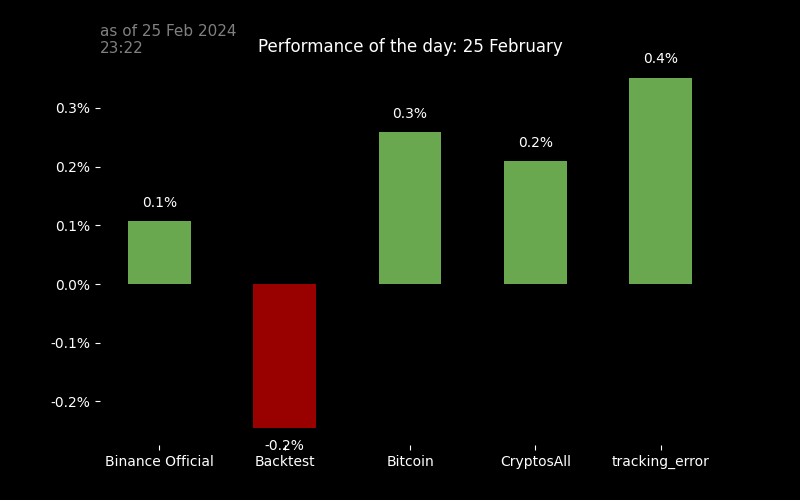 as of 25 Feb 2024
23:22
Performance of the day: 25 February
0.4%
0.3%
0.3%
0.2%
0.2%
0.1%
0.1%
0.0%
-0.1%
-0.2%
-0.2%
Binance Official
Backtest
Bitcoin
CryptosAll
tracking_error